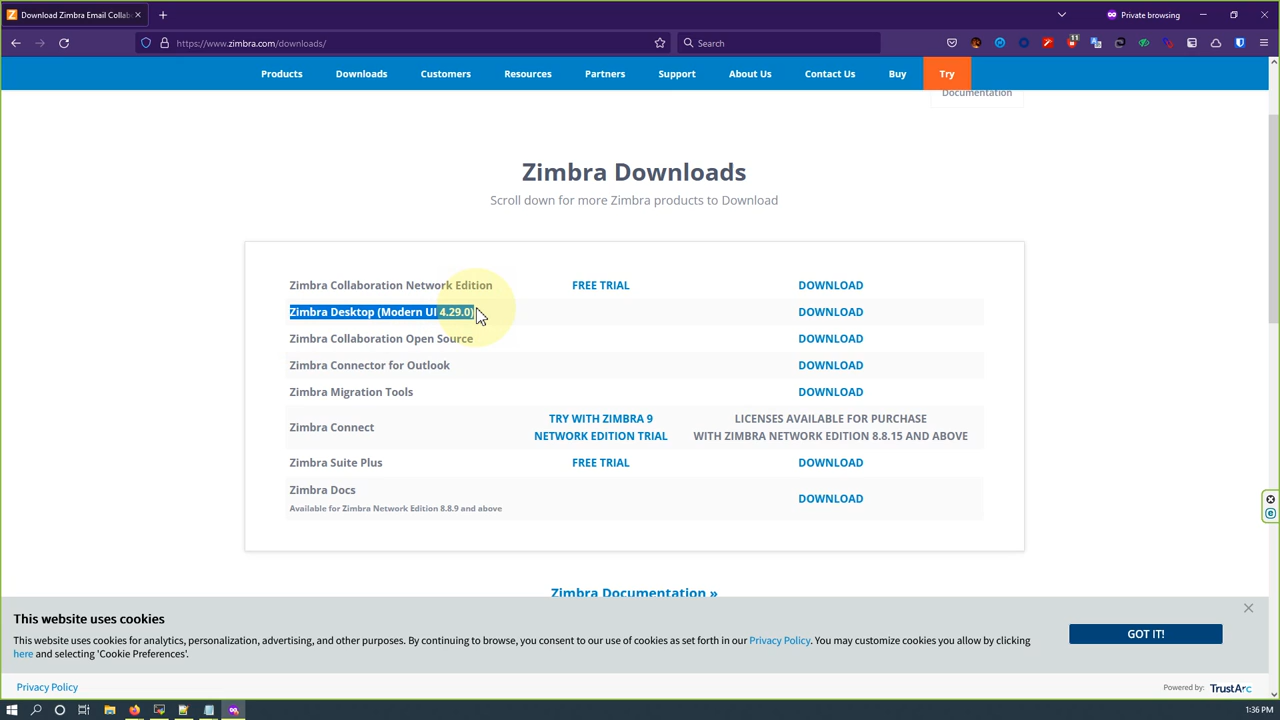 Download Zimbra Email Collab
Private browsing
https://www.zimbra.com/downloads/
Search
11
Products Downloads Customers Resources Partners Support About Us Contact Us Buy Try
Documentation
Zimbra Downloads
Scroll down for more Zimbra products to Download
Zimbra Collaboration Network Edition FREE TRIAL DOWNLOAD
Zimbra Desktop (Modern UI 4.29.0) DOWNLOAD
Zimbra Collaboration Open Source DOWNLOAD
Zimbra Connector for Outlook DOWNLOAD
Zimbra Migration Tools DOWNLOAD
Zimbra Connect
TRY WITH ZIMBRA 9
NETWORK EDITION TRIAL
LICENSES AVAILABLE FOR PURCHASE
WITH ZIMBRA NETWORK EDITION 8.8.15 AND ABOVE
Zimbra Suite Plus FREE TRIAL DOWNLOAD
Zimbra Docs
Available for Zimbra Network Edition 8.8.9 and above
DOWNLOAD
Zimbra Documentation »
This website uses cookies
This website uses cookies for analytics, personalization, advertising, and other purposes. By continuing to browse, you consent to our use of cookies as set forth in our Privacy Policy. You may customize cookies you allow by clicking
here and selecting 'Cookie Preferences'.
GOT IT!
Privacy Policy
Powered by: TrustArc
1:36 PM